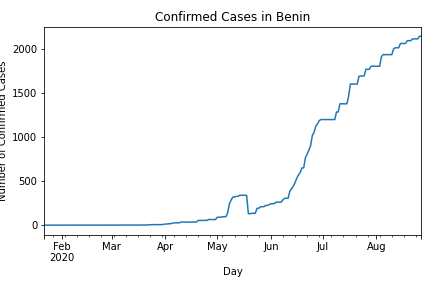 Confirmed Cases in Benin
Number of Confirmed Cases
2000
1500
1000
500
0
Feb
2020
Mar
Apr
May
Jun
Jul
Aug
Day